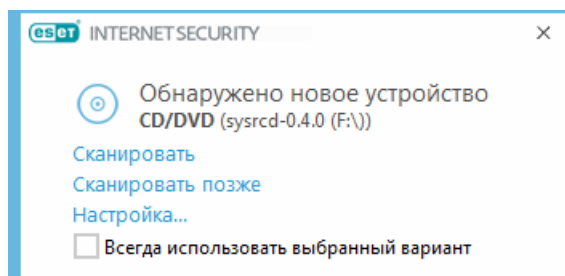 eset INTERNET SECURITY
Обнаружено новое устройство
CD/DVD (sysrcd-0.4.0 (F:\))
Сканировать
Сканировать позже
Настройка...
Всегда использовать выбранный вариант